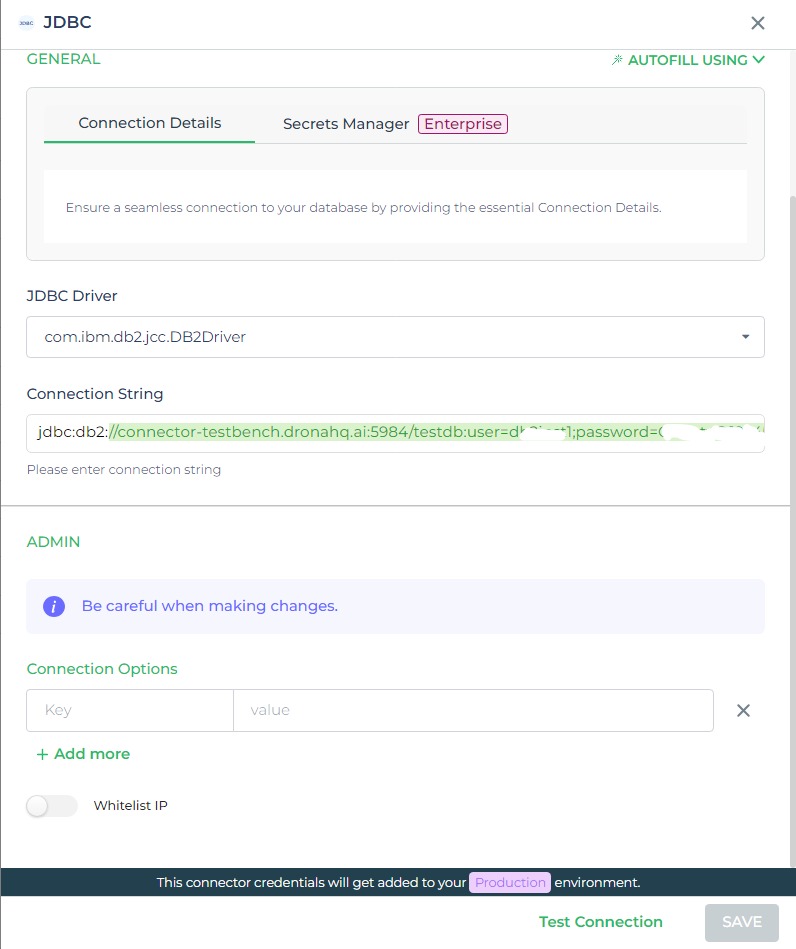 JDBC JDBC
GENERAL
AUTOFILL USING
Connection Details
Secrets Manager Enterprise
Ensure a seamless connection to your database by providing the essential Connection Details.
JDBC Driver
com.ibm.db2.jcc.DB2Driver
Connection String
jdbc:db2://connector-testbench.dronahq.ai:5984/testdb:user= ;password=
Please enter connection string
ADMIN
i Be careful when making changes.
Connection Options
Key value
+ Add more
Whitelist IP
This connector credentials will get added to your Production environment.
Test Connection SAVE